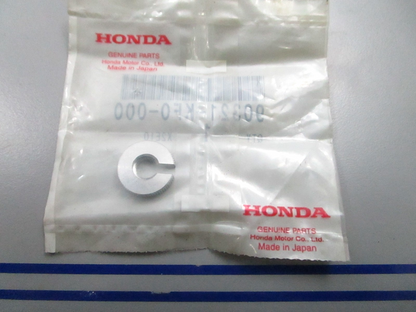 HONDA
GENUINE PARTS
Honda Motor Co., Ltd.
Made in Japan
HONDA
GENUINE PARTS
Honda Motor Co., Ltd.
Made in Japan